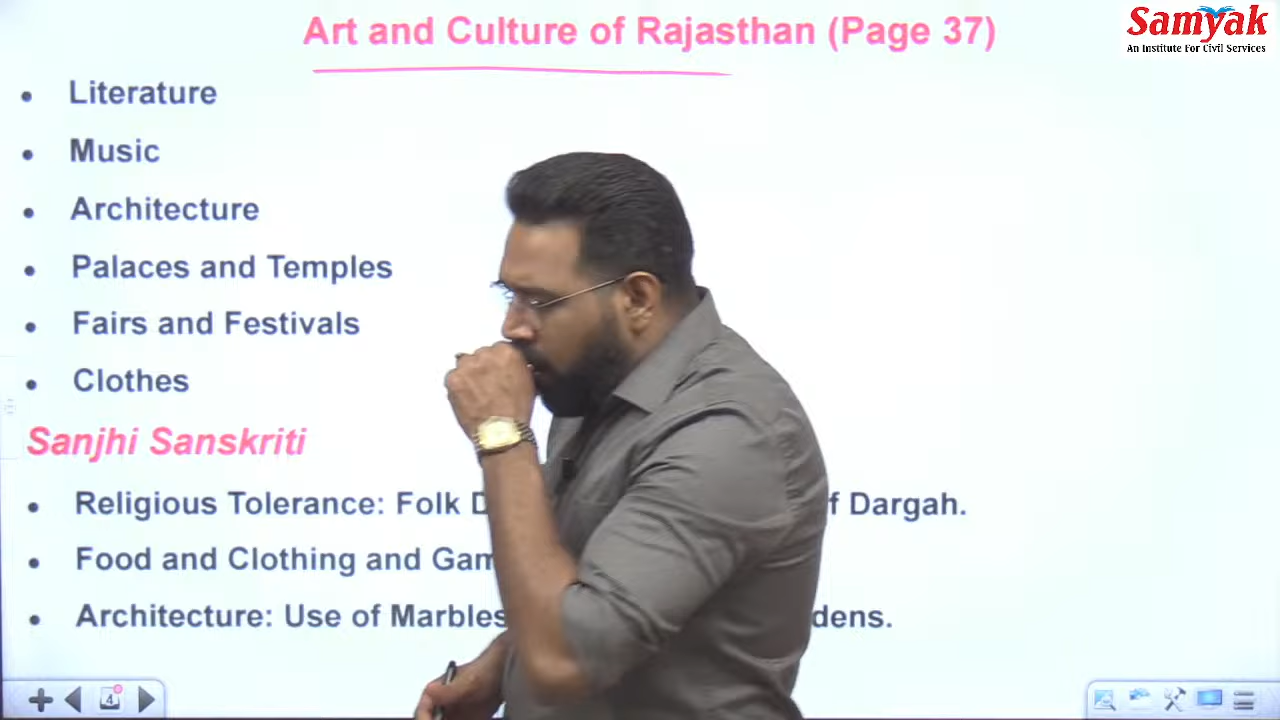 Art and Culture of Rajasthan (Page 37)
Samyak
An Institute For Civil Services
Literature
Music
Architecture
Palaces and Temples
Fairs and Festivals
Clothes
Sanjhi Sanskriti
Religious Tolerance: Folk of Dargah.
Food and Clothing and
Architecture: Use of Marbles
4